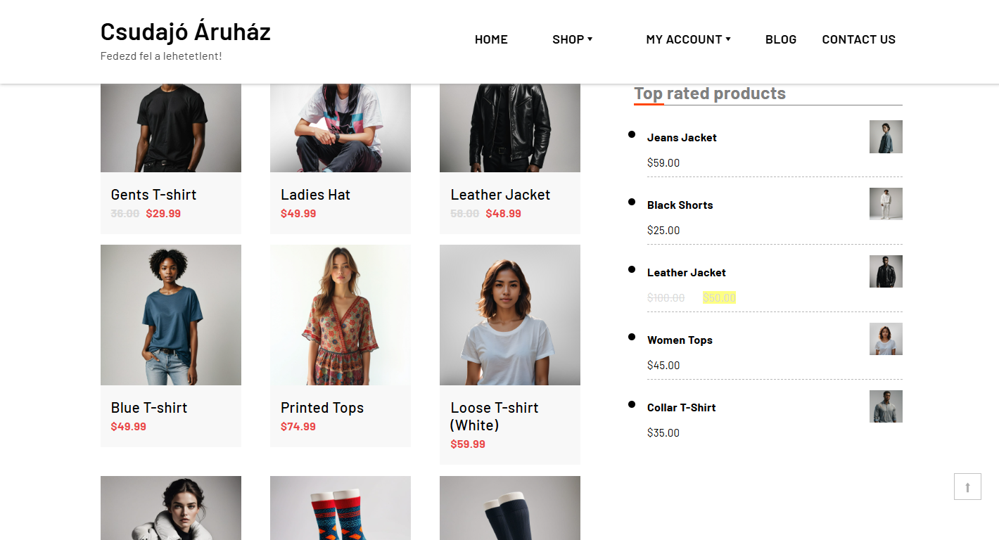 Csudajó Áruház
Fedezd fel a lehetetlent!
HOME SHOP MY ACCOUNT BLOG CONTACT US
Gents T-shirt
36.00 $29.99
Ladies Hat
$49.99
Leather Jacket
58.00 $48.99
Blue T-shirt
$49.99
Printed Tops
$74.99
Loose T-shirt
(White)
$59.99
Top rated products
Jeans Jacket
$59.00
Black Shorts
$25.00
Leather Jacket
$100.00 $50.00
Women Tops
$45.00
Collar T-Shirt
$35.00